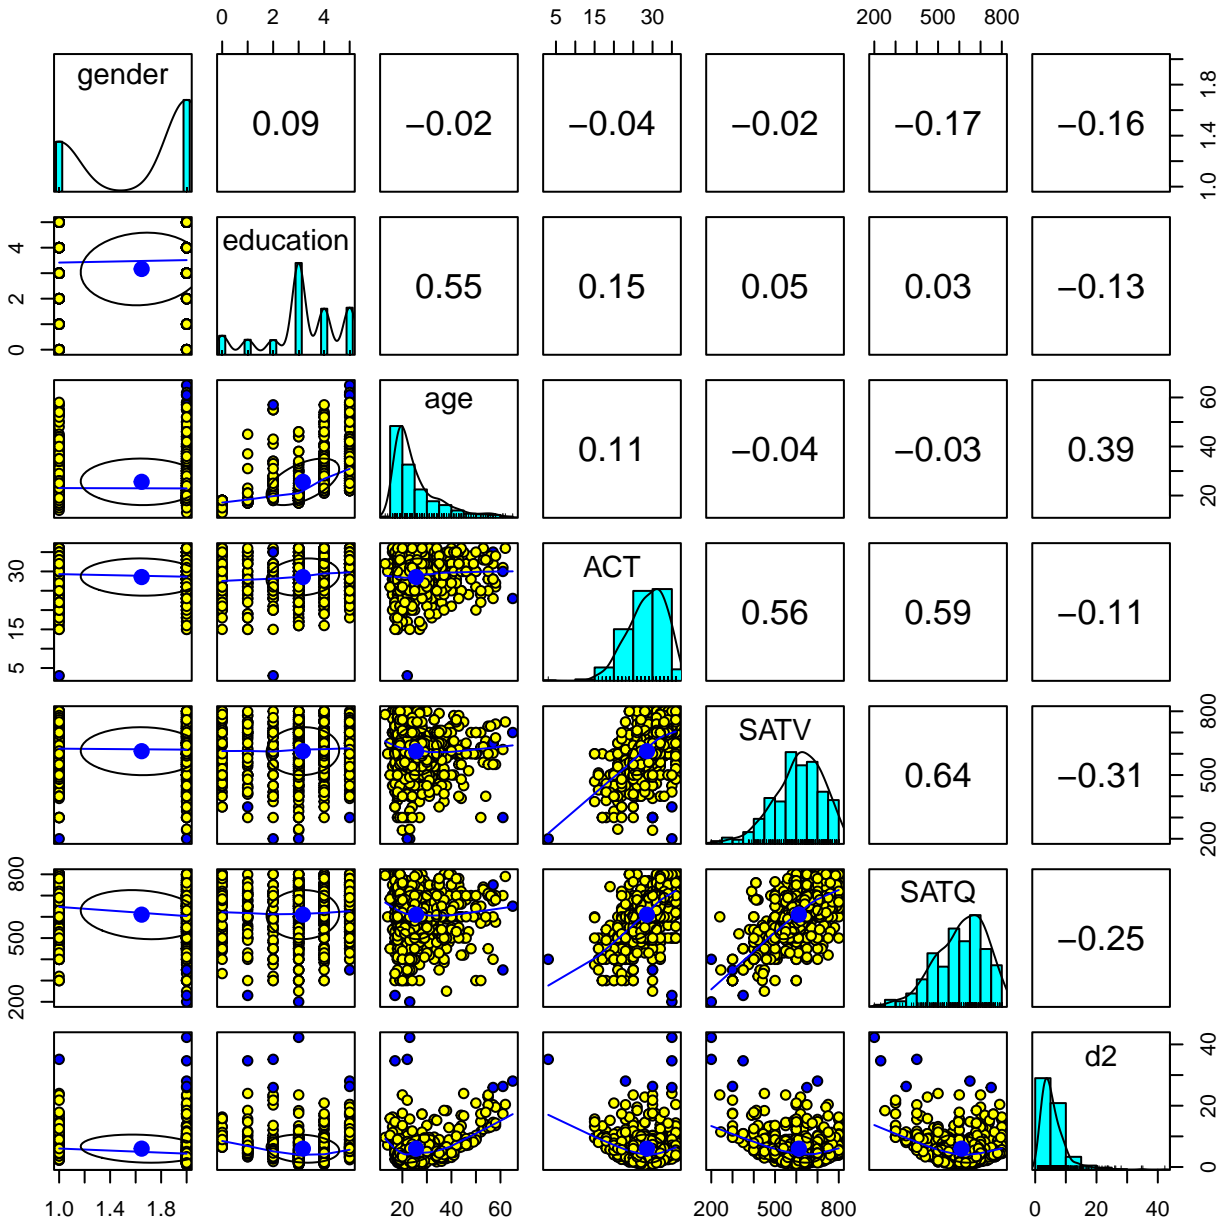 0 2 4 5 15 30 200 500 800
gender 0.09 −0.02 −0.04 −0.02 −0.17 −0.16 1.0 1.4 1.8
0 2 4 education 0.55 0.15 0.05 0.03 −0.13
age 0.11 −0.04 −0.03 0.39 20 40 60
5 15 30 ACT 0.56 0.59 −0.11
SATV 0.64 −0.31 200 500 800
200 500 800 SATQ −0.25
d2 0 20 40
1.0 1.4 1.8 20 40 60 200 500 800 0 20 40